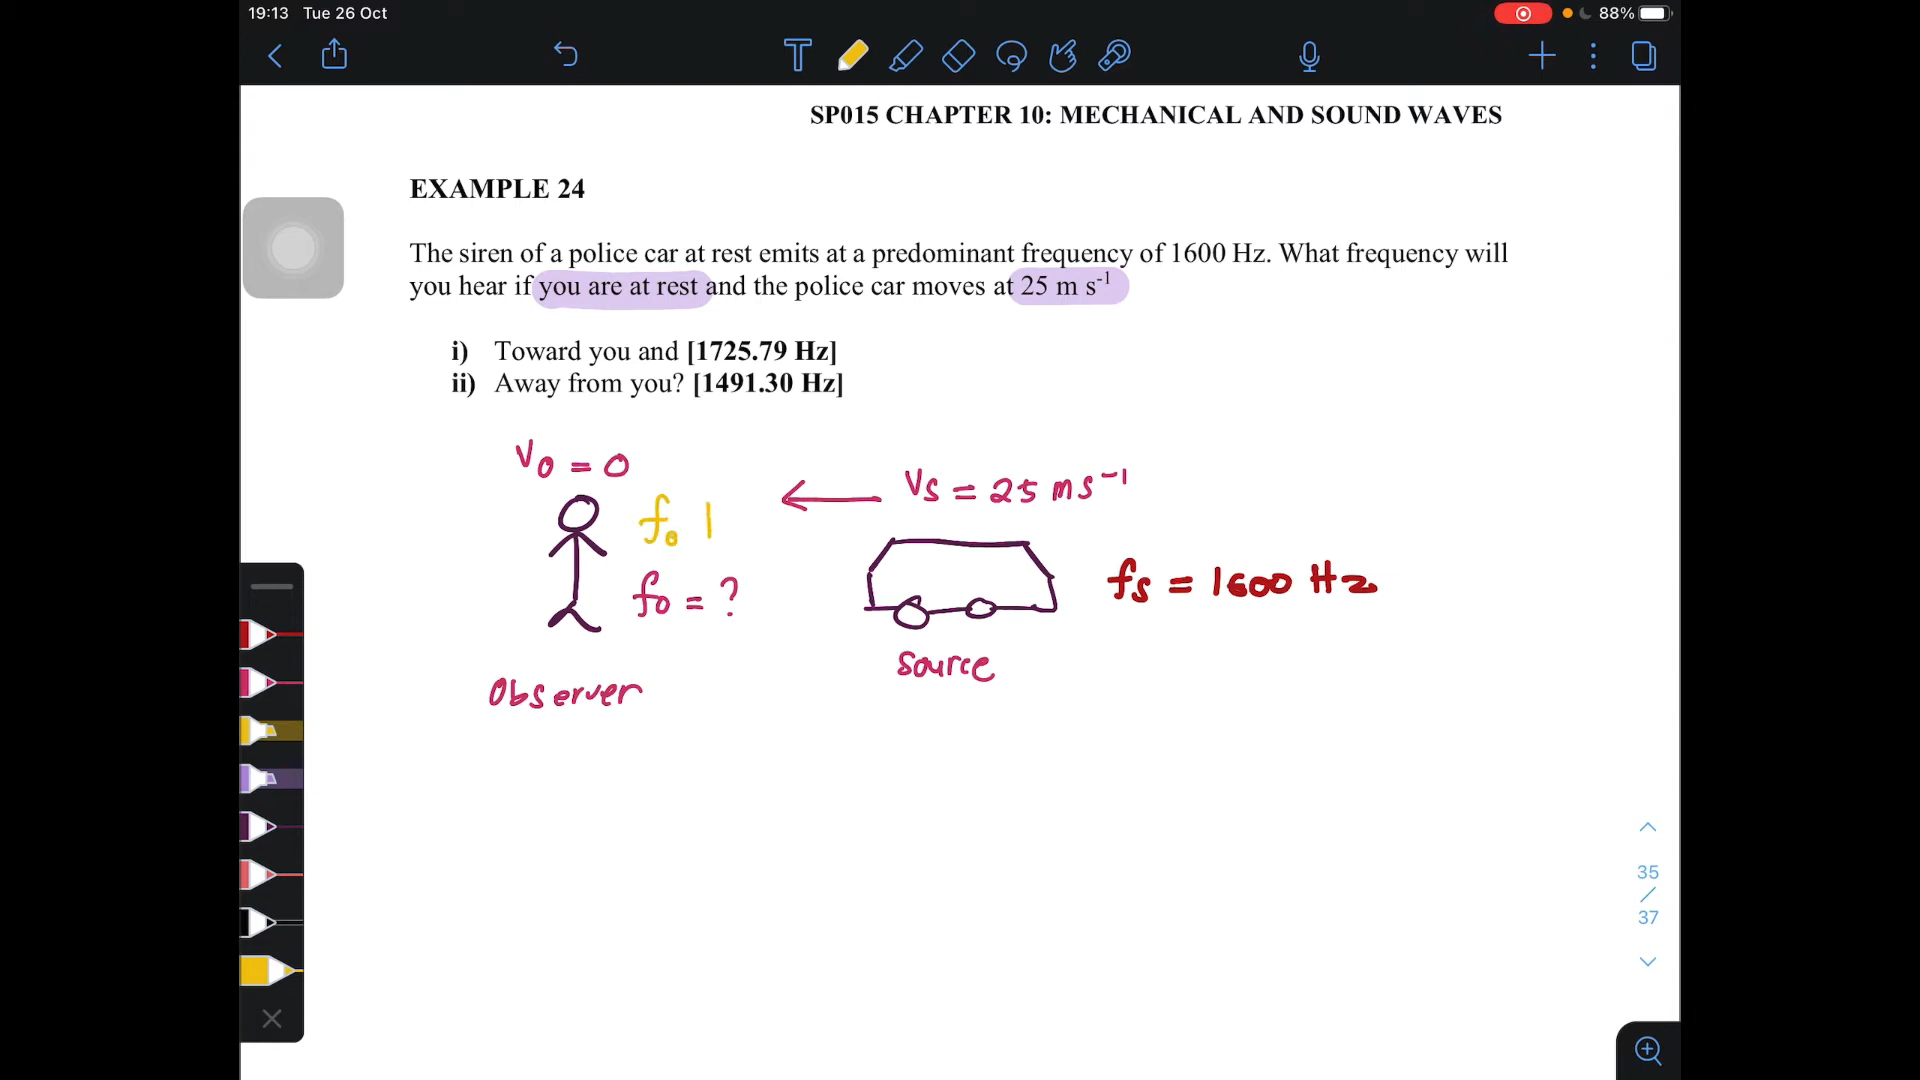 19:13 Tue 26 Oct
88%
SP015 CHAPTER 10: MECHANICAL AND SOUND WAVES
EXAMPLE 24
The siren of a police car at rest emits at a predominant frequency of 1600 Hz. What frequency will
you hear if you are at rest and the police car moves at 25 m s⁻¹
i) Toward you and [1725.79 Hz]
ii) Away from you? [1491.30 Hz]
v₀ = 0
vₛ = 25 ms⁻¹
f₀ |
f₀ = ?
fₛ = 1600 Hz
source
Observer
35
/
37